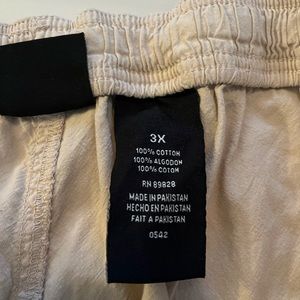 3X
100% COTTON
100% ALGODON
100% COTON
RN 89828
MADE IN PAKISTAN
HECHO EN PAKISTAN
FAIT A PAKISTAN
0542